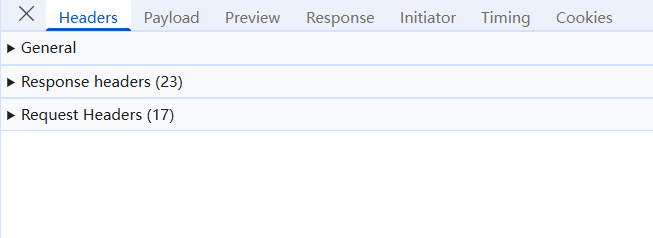 Headers Payload Preview Response Initiator Timing Cookies
General
Response headers (23)
Request Headers (17)